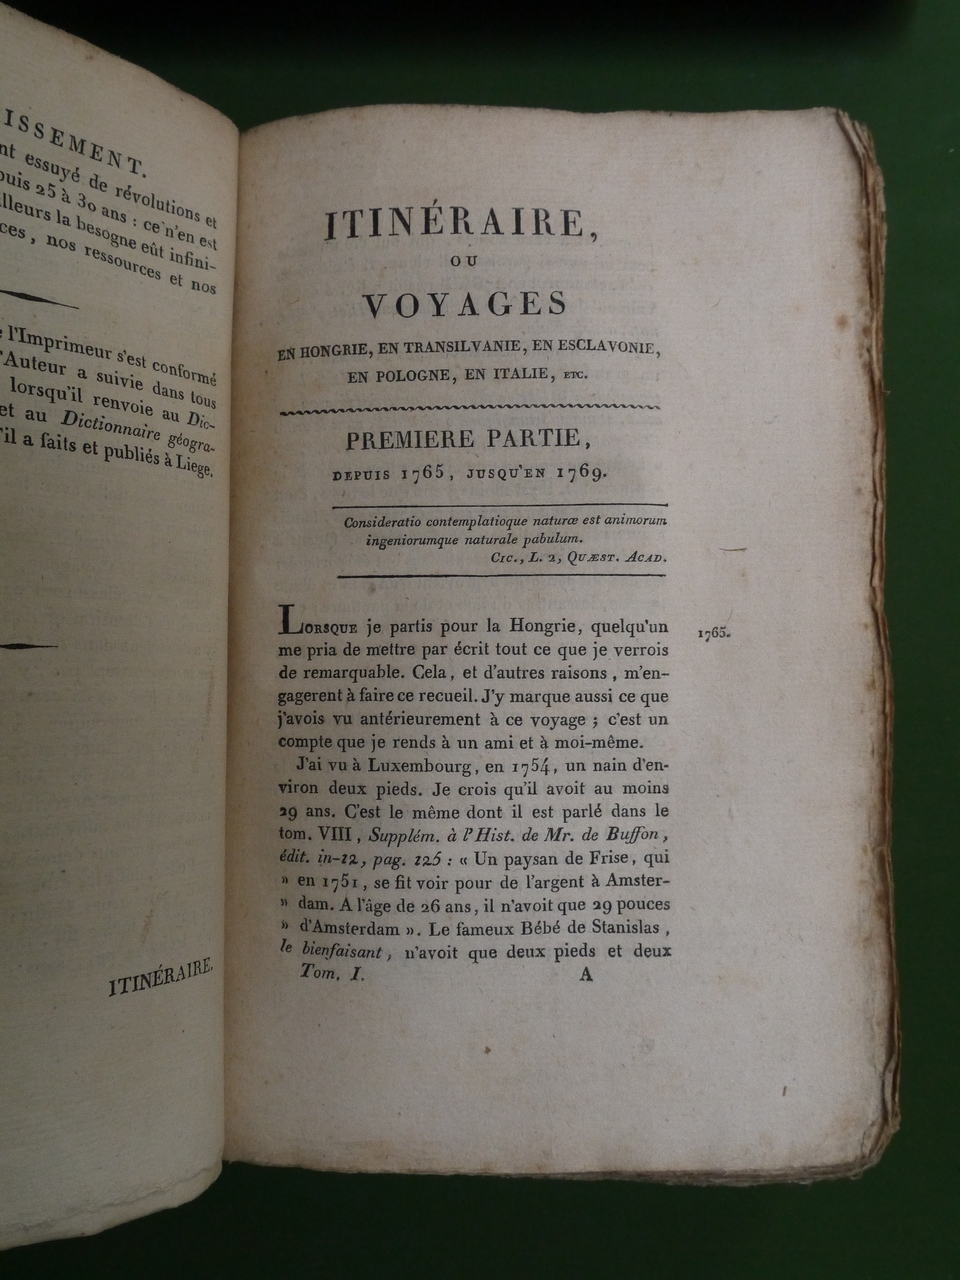 ISSEMENT.
nt essuyé de révolutions et
puis 25 à 30 ans : ce n'en est
illeurs la besogne eût infini-
ces, nos ressources et nos
l'Imprimeur s'est conformé
'Auteur a suivie dans tous
lorsqu'il renvoie au Dic-
et au Dictionnaire géogra-
'il a faits et publiés à Liege.
ITINÉRAIRE.
ITINÉRAIRE,
OU
VOYAGES
EN HONGRIE, EN TRANSILVANIE, EN ESCLAVONIE,
EN POLOGNE, EN ITALIE, ETC.
PREMIERE PARTIE,
DEPUIS 1765, JUSQU'EN 1769.
Consideratio contemplatioque naturæ est animorum
ingeniorumque naturale pabulum.
Cic., L. 2, Quæst. Acad.
Lorsque je partis pour la Hongrie, quelqu'un
1765.
me pria de mettre par écrit tout ce que je verrois
de remarquable. Cela, et d'autres raisons, m'en-
gagerent à faire ce recueil. J'y marque aussi ce que
j'avois vu antérieurement à ce voyage ; c'est un
compte que je rends à un ami et à moi-même.
J'ai vu à Luxembourg, en 1754, un nain d'en-
viron deux pieds. Je crois qu'il avoit au moins
29 ans. C'est le même dont il est parlé dans le
tom. VIII, Supplém. à l'Hist. de Mr. de Buffon,
édit. in-12, pag. 125 : « Un paysan de Frise, qui
» en 1751, se fit voir pour de l'argent à Amster-
» dam. A l'âge de 26 ans, il n'avoit que 29 pouces
» d'Amsterdam ». Le fameux Bébé de Stanislas,
le bienfaisant, n'avoit que deux pieds et deux
Tom. I. A